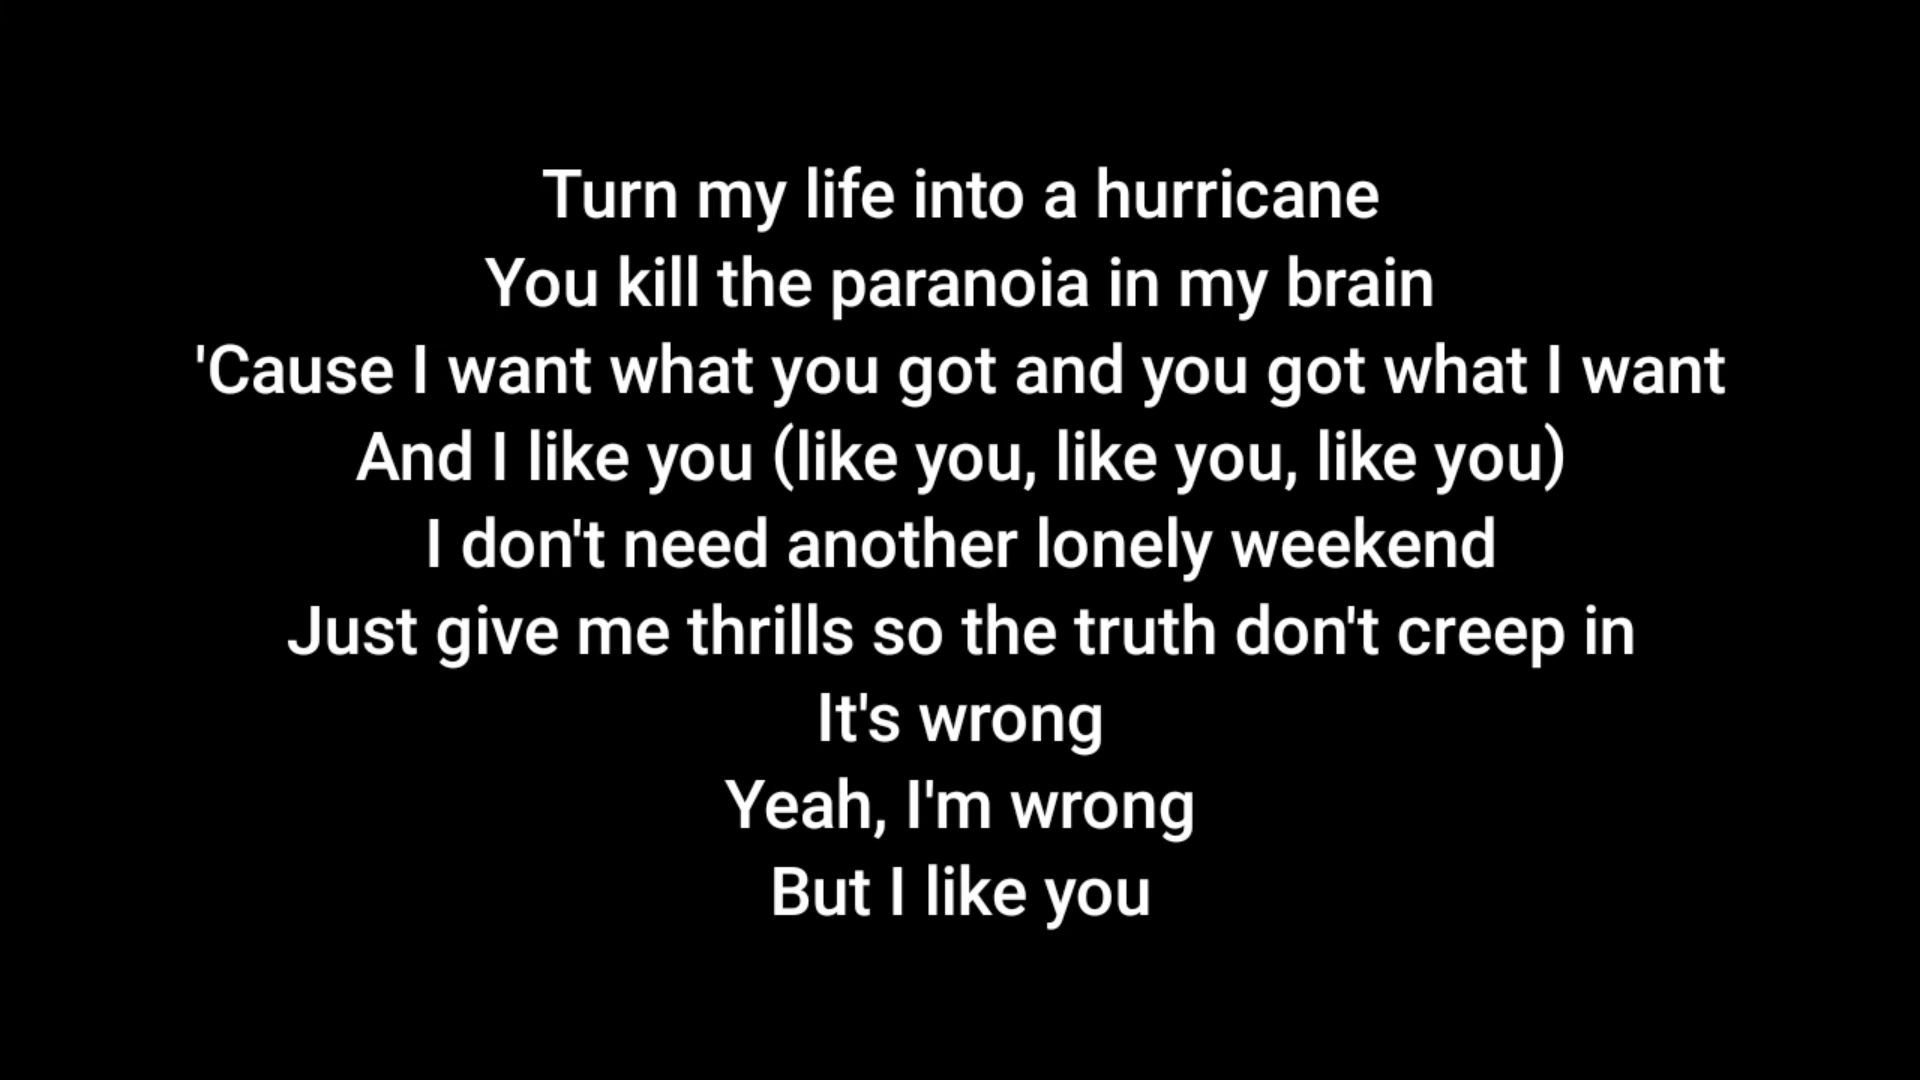 Turn my life into a hurricane
You kill the paranoia in my brain
'Cause I want what you got and you got what I want
And I like you (like you, like you, like you)
I don't need another lonely weekend
Just give me thrills so the truth don't creep in
It's wrong
Yeah, I'm wrong
But I like you